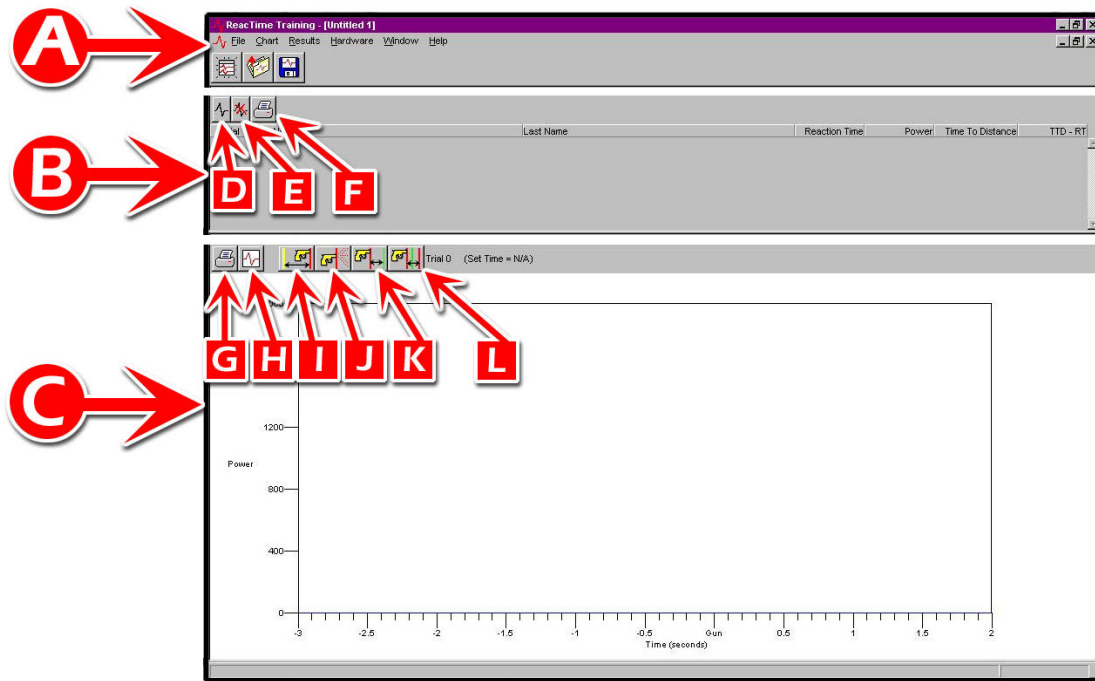 A
ReacTime Training - [Untitled 1]
File Chart Results Hardware Window Help
B
Last Name Reaction Time Power Time To Distance TTD - RT
D E F
Trial 0 (Set Time = N/A)
G H I J K L
C
1200
Power
800
400
0
-3 -2.5 -2 -1.5 -1 -0.5 Gun 0.5 1 1.5 2
Time (seconds)